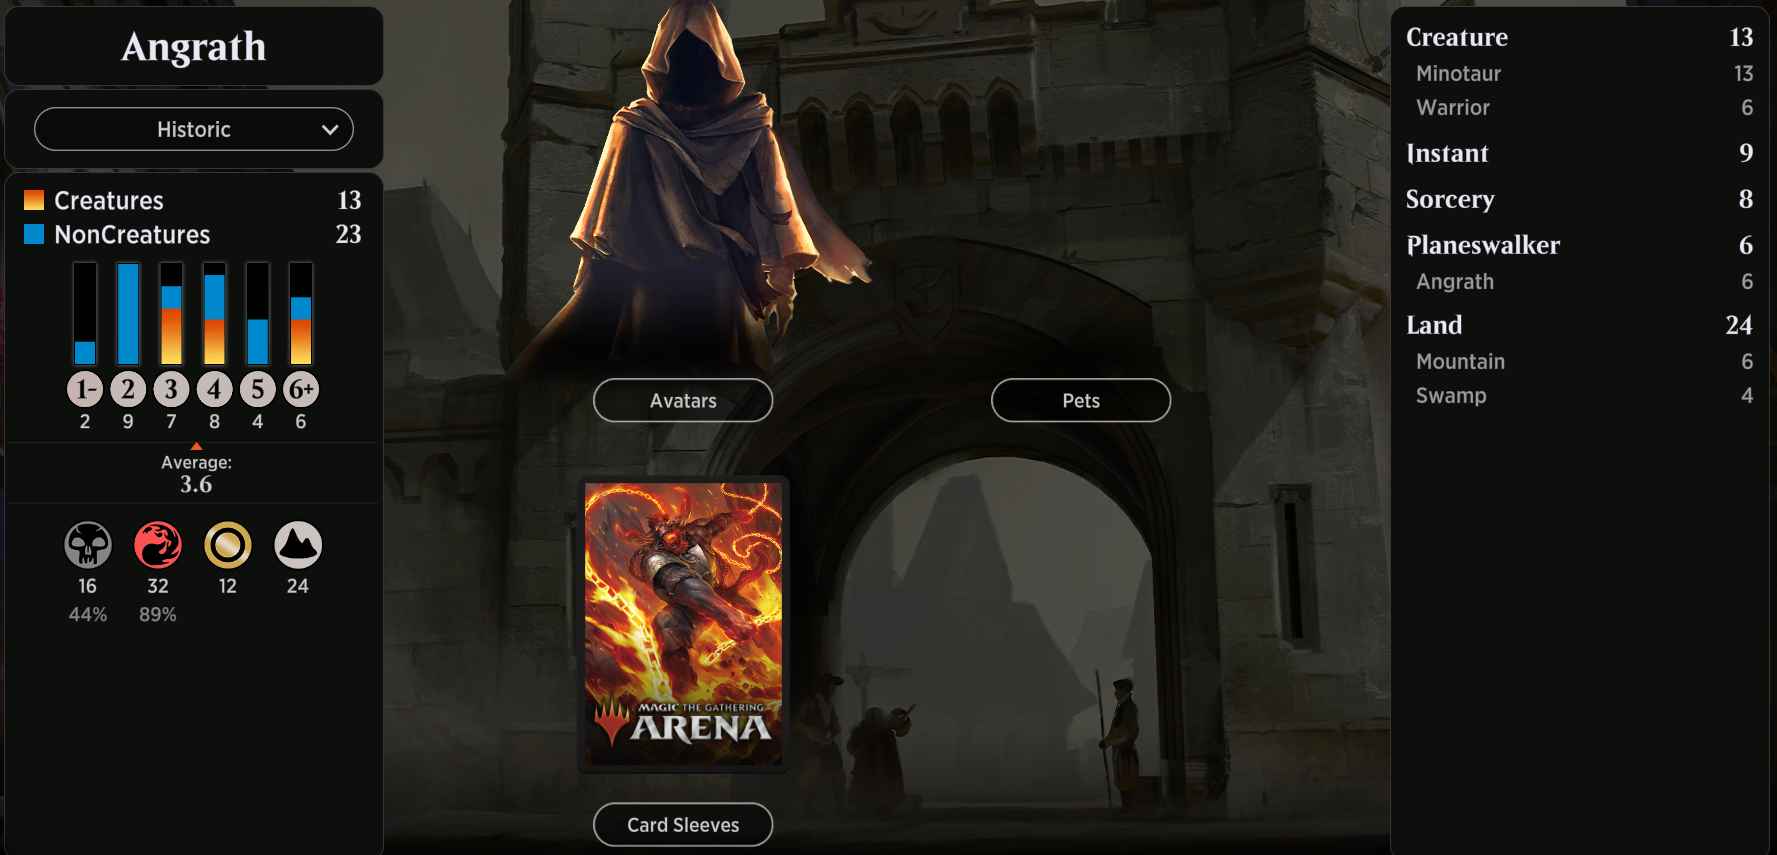 Angrath
Historic
Creatures 13
NonCreatures 23
1- 2 3 4 5 6+
2 9 7 8 4 6
Average:
3.6
16 32 12 24
44% 89%
Avatars
Pets
MAGIC THE GATHERING
ARENA
Card Sleeves
Creature 13
Minotaur 13
Warrior 6
Instant 9
Sorcery 8
Planeswalker 6
Angrath 6
Land 24
Mountain 6
Swamp 4